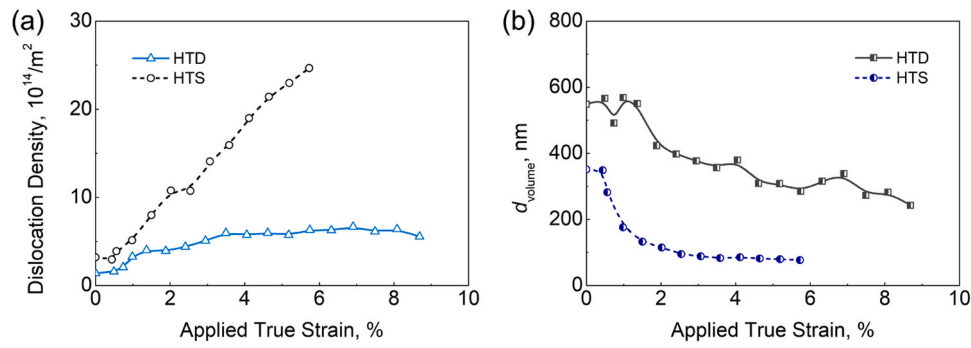 (a)
30
20
10
0
Dislocation Density, 10¹⁴/m²
HTD
HTS
0 2 4 6 8 10
Applied True Strain, %
(b)
800
600
400
200
0
d_volume, nm
HTD
HTS
0 2 4 6 8 10
Applied True Strain, %